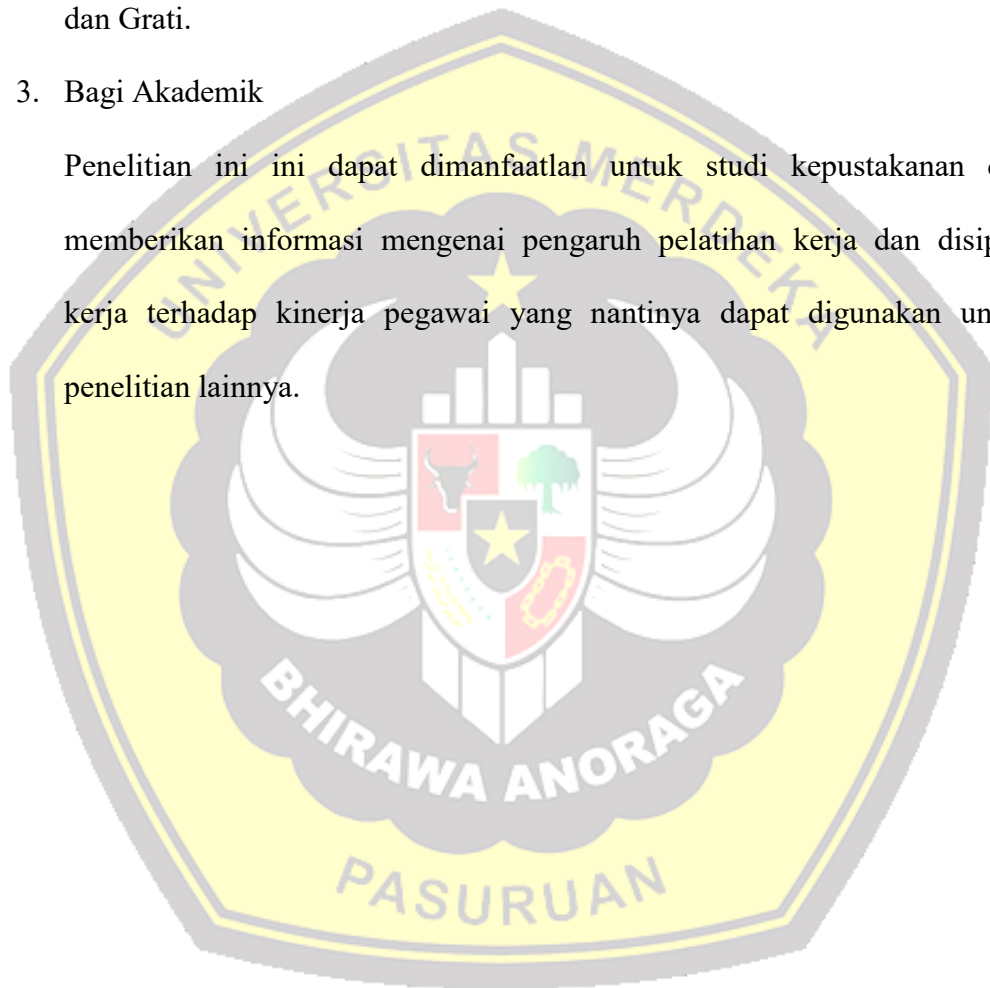 dan Grati.
3. Bagi Akademik
Penelitian ini ini dapat dimanfaatlan untuk studi kepustakanan
memberikan informasi mengenai pengaruh pelatihan kerja dan
kerja terhadap kinerja pegawai yang nantinya dapat digunakan
penelitian lainnya.
UNIVERSITAS MERDEKA
BHIRAWA ANORAGA
PASURUAN